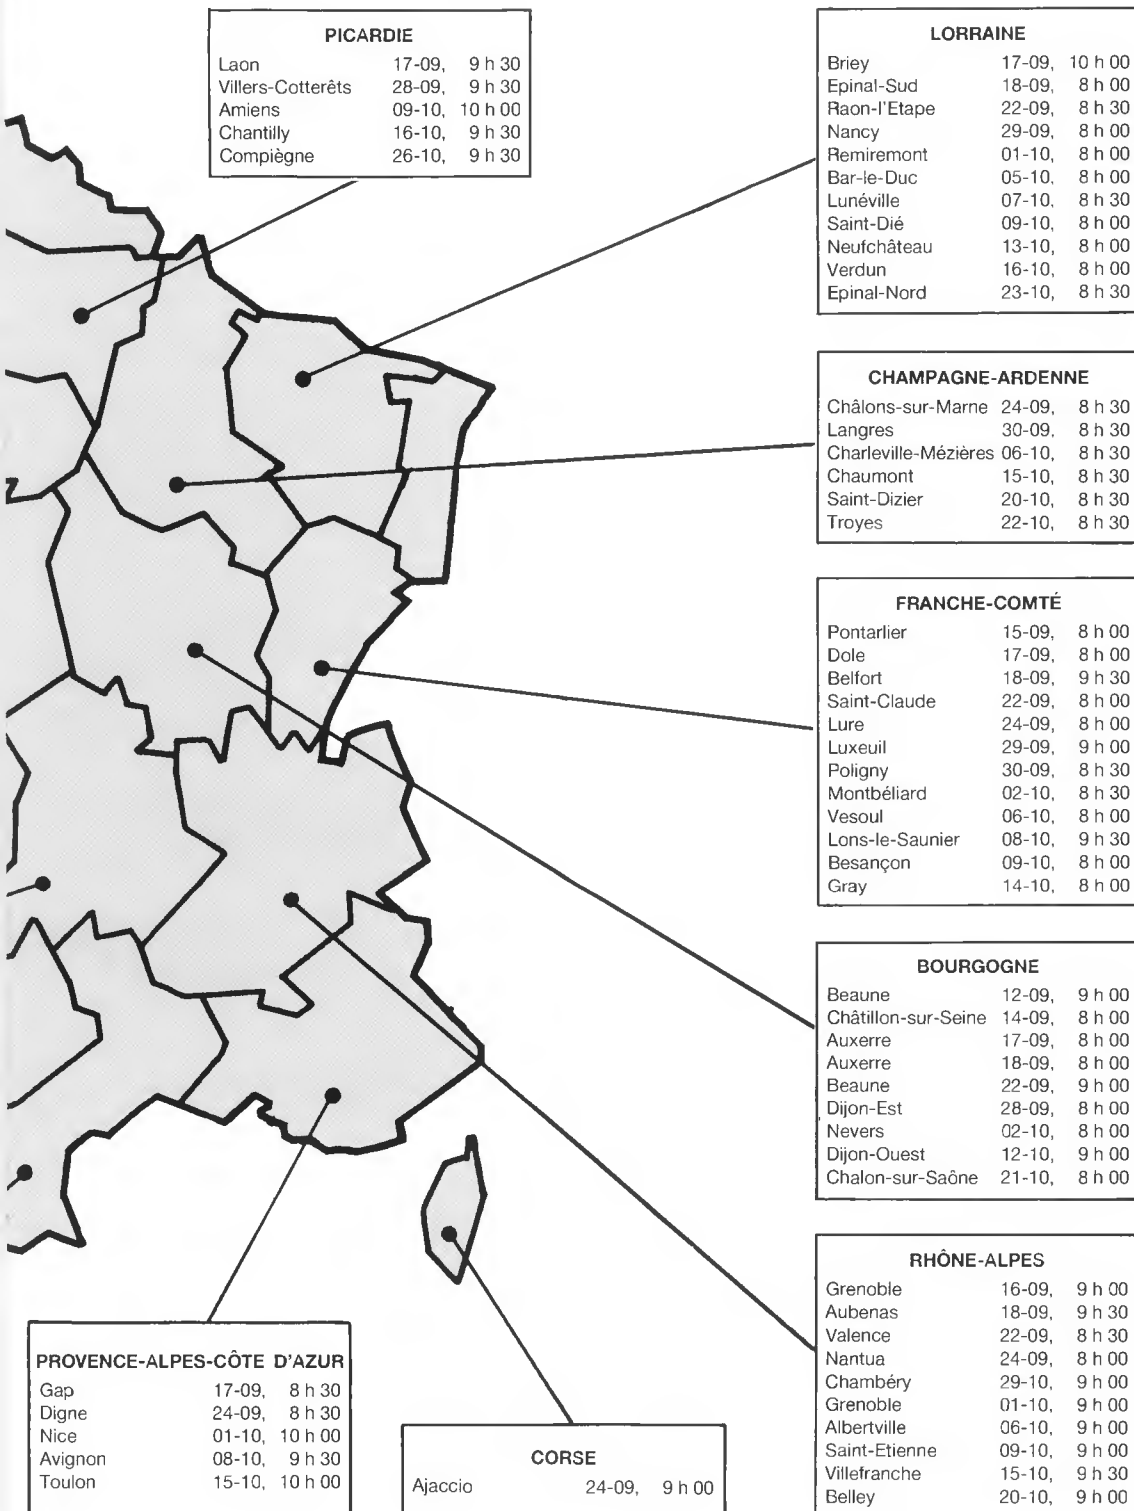 PICARDIE
Laon 17-09, 9 h 30
Villers-Cotterêts 28-09, 9 h 30
Amiens 09-10, 10 h 00
Chantilly 16-10, 9 h 30
Compiègne 26-10, 9 h 30
LORRAINE
Briey 17-09, 10 h 00
Epinal-Sud 18-09, 8 h 00
Raon-l'Etape 22-09, 8 h 30
Nancy 29-09, 8 h 00
Remiremont 01-10, 8 h 00
Bar-le-Duc 05-10, 8 h 00
Lunéville 07-10, 8 h 30
Saint-Dié 09-10, 8 h 00
Neufchâteau 13-10, 8 h 00
Verdun 16-10, 8 h 00
Epinal-Nord 23-10, 8 h 30
CHAMPAGNE-ARDENNE
Châlons-sur-Marne 24-09, 8 h 30
Langres 30-09, 8 h 30
Charleville-Mézières 06-10, 8 h 30
Chaumont 15-10, 8 h 30
Saint-Dizier 20-10, 8 h 30
Troyes 22-10, 8 h 30
FRANCHE-COMTÉ
Pontarlier 15-09, 8 h 00
Dole 17-09, 8 h 00
Belfort 18-09, 9 h 30
Saint-Claude 22-09, 8 h 00
Lure 24-09, 8 h 00
Luxeuil 29-09, 9 h 00
Poligny 30-09, 8 h 30
Montbéliard 02-10, 8 h 30
Vesoul 06-10, 8 h 00
Lons-le-Saunier 08-10, 9 h 30
Besançon 09-10, 8 h 00
Gray 14-10, 8 h 00
BOURGOGNE
Beaune 12-09, 9 h 00
Châtillon-sur-Seine 14-09, 8 h 00
Auxerre 17-09, 8 h 00
Auxerre 18-09, 8 h 00
Beaune 22-09, 9 h 00
Dijon-Est 28-09, 8 h 00
Nevers 02-10, 8 h 00
Dijon-Ouest 12-10, 9 h 00
Chalon-sur-Saône 21-10, 8 h 00
RHÔNE-ALPES
Grenoble 16-09, 9 h 00
Aubenas 18-09, 9 h 30
Valence 22-09, 8 h 30
Nantua 24-09, 8 h 00
Chambéry 29-10, 9 h 00
Grenoble 01-10, 9 h 00
Albertville 06-10, 9 h 00
Saint-Etienne 09-10, 9 h 00
Villefranche 15-10, 9 h 30
Belley 20-10, 9 h 00
PROVENCE-ALPES-CÔTE D'AZUR
Gap 17-09, 8 h 30
Digne 24-09, 8 h 30
Nice 01-10, 10 h 00
Avignon 08-10, 9 h 30
Toulon 15-10, 10 h 00
CORSE
Ajaccio 24-09, 9 h 00